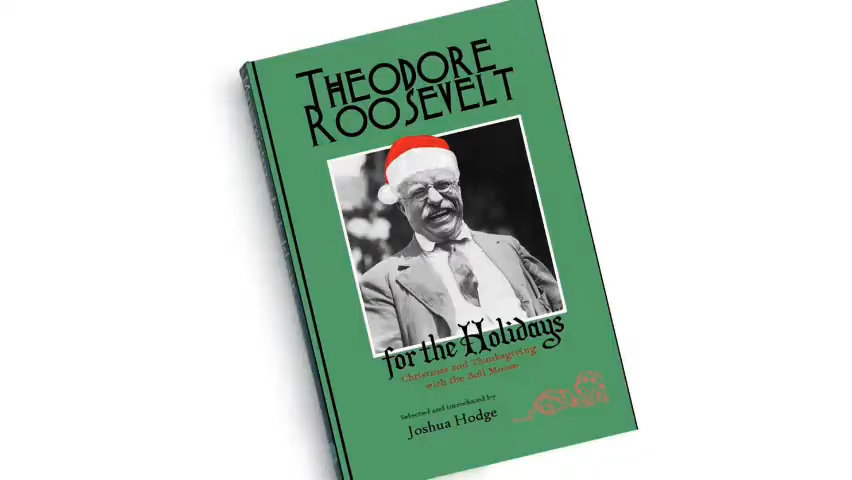 THEODORE
ROOSEVELT
for the Holidays
Christmas and Thanksgiving
with the Bull Moose
Selected and introduced by
Joshua Hodge